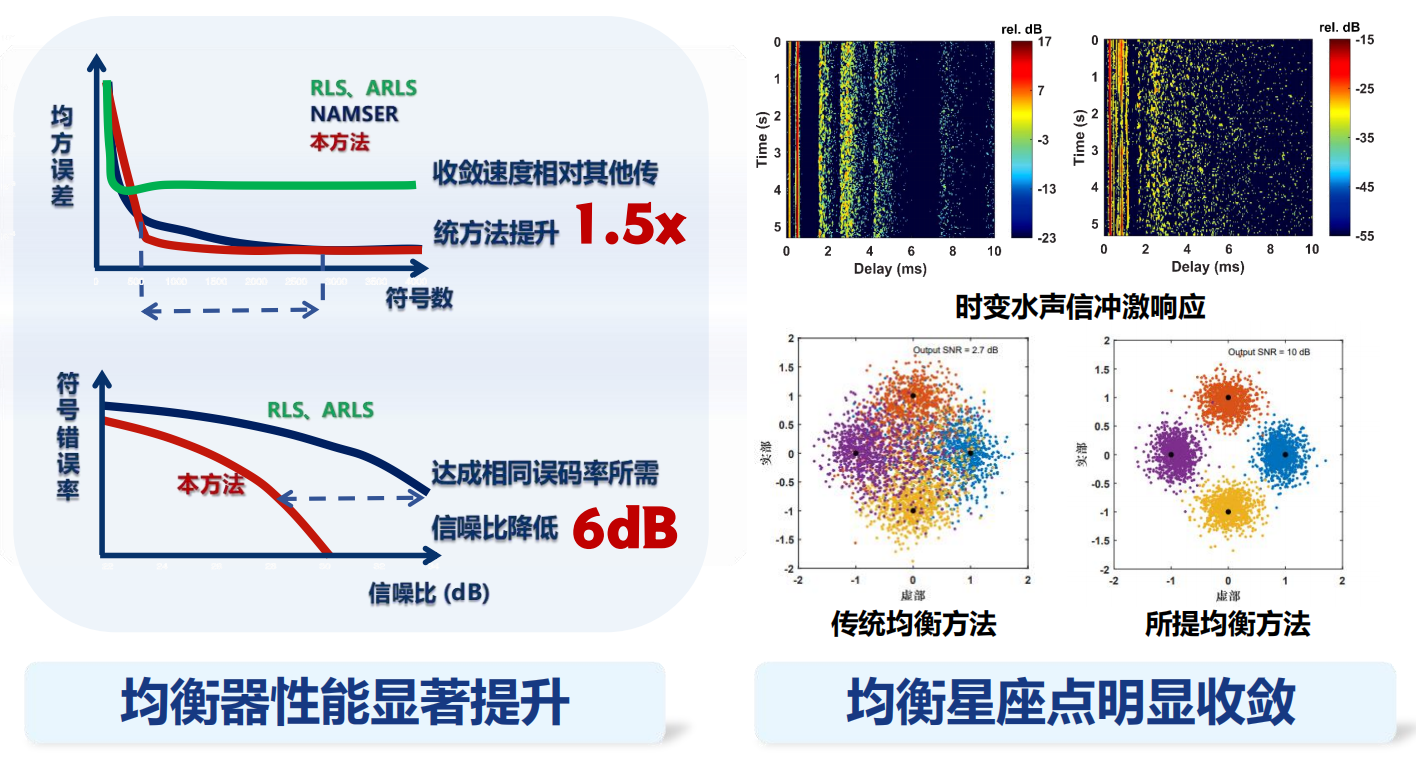 均方误差
RLS、ARLS
NAMSER
本方法
收敛速度相对其他传
统方法提升 1.5x
0 500 1000 1500 2000 2500 3000 3500
符号数
符号错误率
RLS、ARLS
本方法
达成相同误码率所需
信噪比降低 6dB
信噪比 (dB)
均衡器性能显著提升
rel. dB
17
7
-3
-13
-23
0
1
2
3
4
5
Time (s)
0 2 4 6 8 10
Delay (ms)
rel. dB
-15
-25
-35
-45
-55
0
1
2
3
4
5
Time (s)
0 2 4 6 8 10
Delay (ms)
时变水声信冲激响应
Output SNR = 2.7 dB
2
1.5
1
0.5
0
-0.5
-1
-1.5
-2
实部
-2 -1 0 1 2
虚部
传统均衡方法
Output SNR = 10 dB
2
1.5
1
0.5
0
-0.5
-1
-1.5
-2
实部
-2 -1 0 1 2
虚部
所提均衡方法
均衡星座点明显收敛